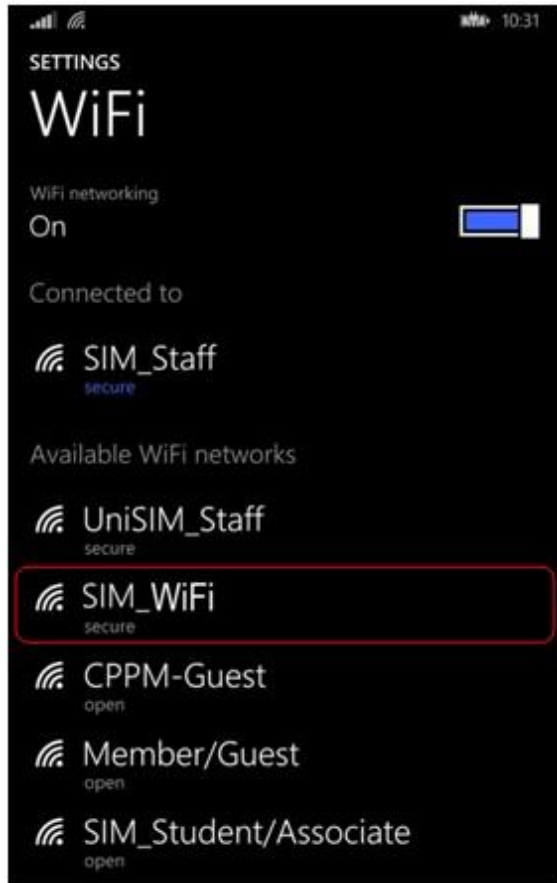 10:31
SETTINGS
WiFi
WiFi networking
On
Connected to
SIM_Staff
secure
Available WiFi networks
UniSIM_Staff
secure
SIM_WiFi
secure
CPPM-Guest
open
Member/Guest
open
SIM_Student/Associate
open